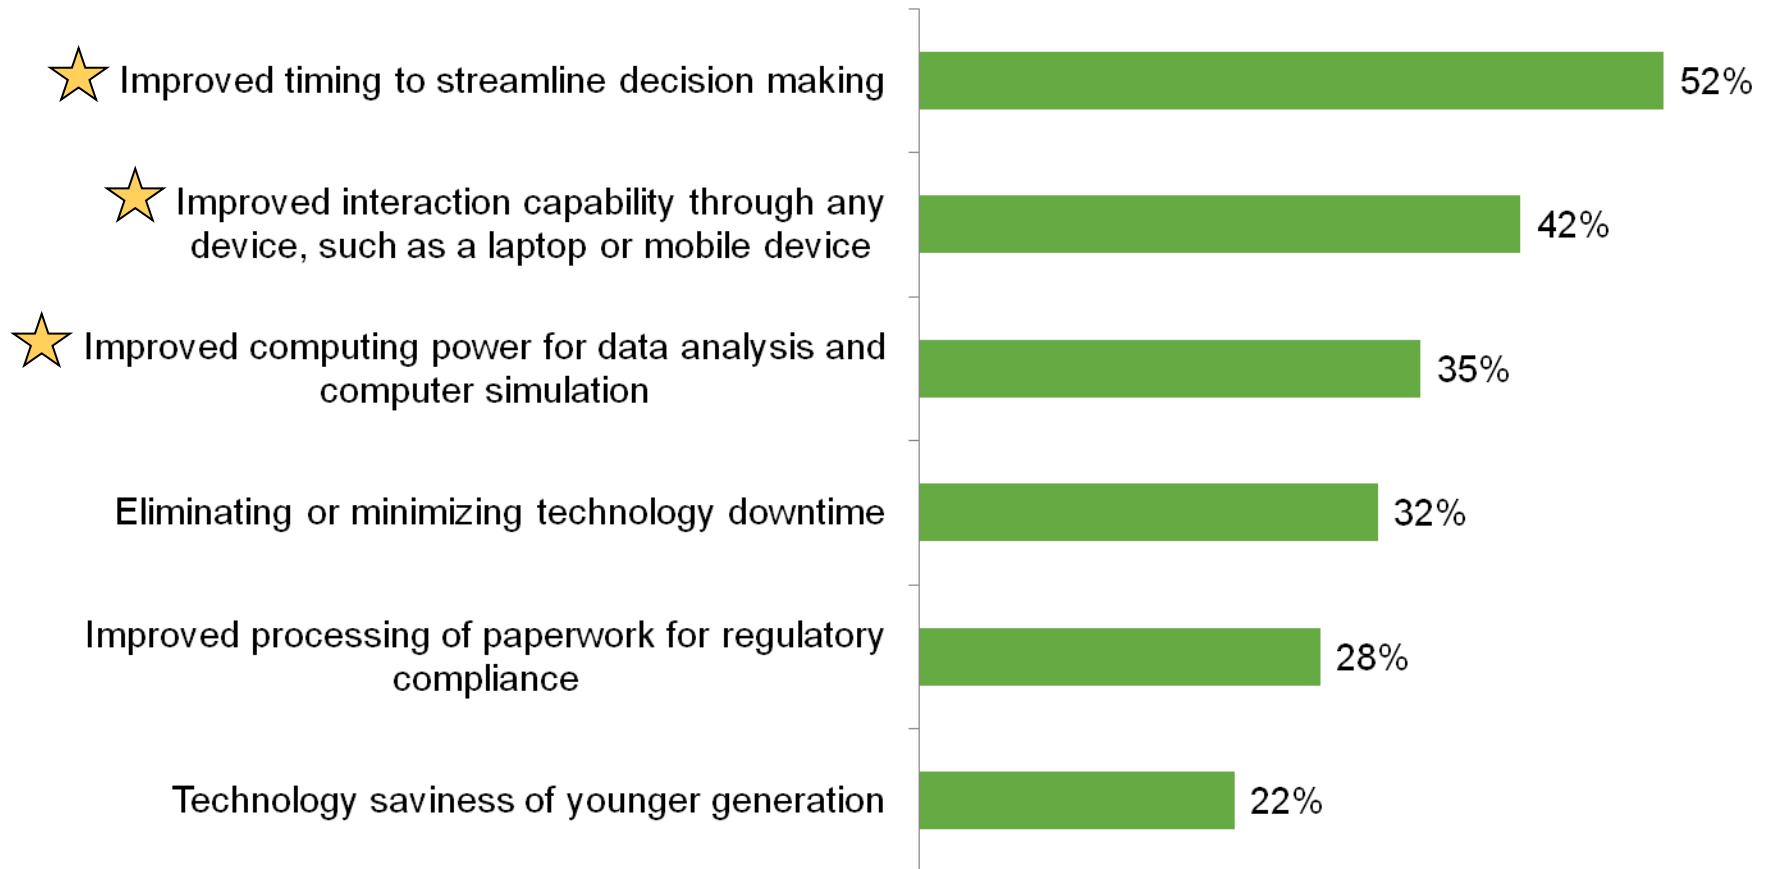 Improved timing to streamline decision making
52%
Improved interaction capability through any
device, such as a laptop or mobile device
42%
Improved computing power for data analysis and
computer simulation
35%
Eliminating or minimizing technology downtime
32%
Improved processing of paperwork for regulatory
compliance
28%
Technology saviness of younger generation
22%